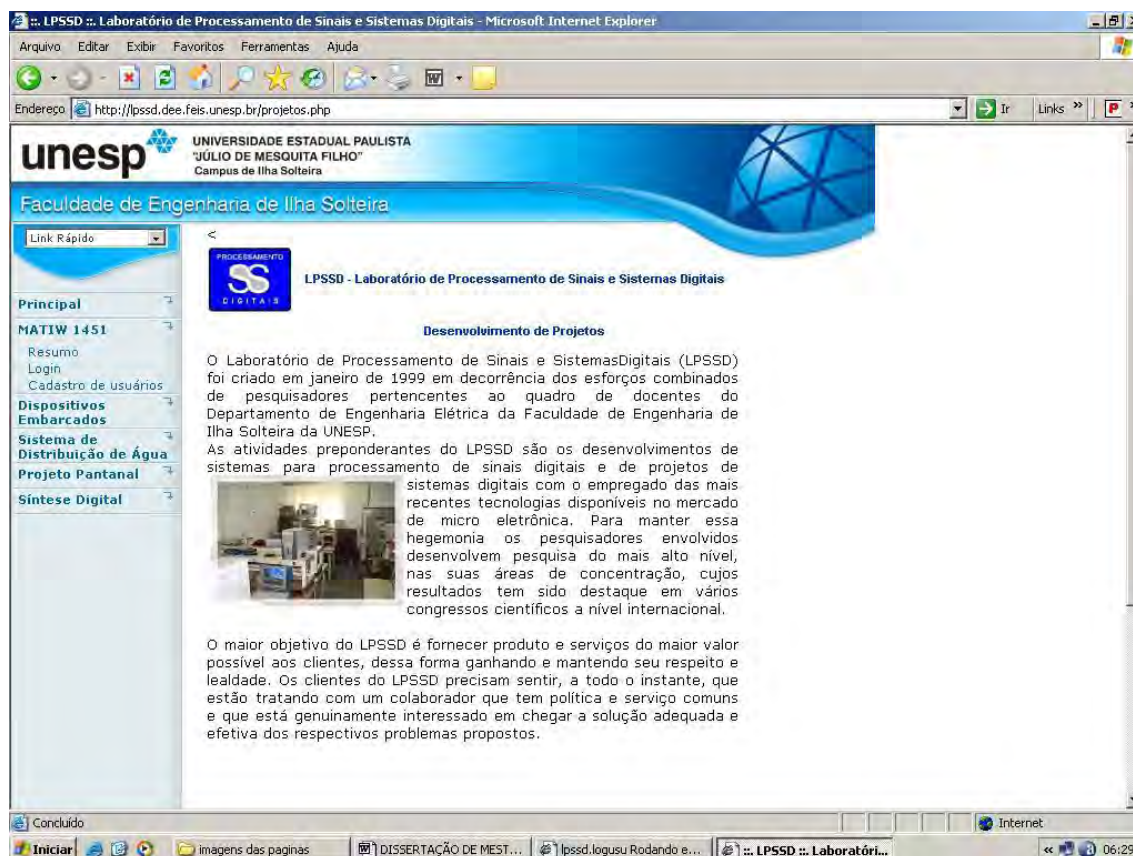 ::. LPSSD ::. Laboratório de Processamento de Sinais e Sistemas Digitais - Microsoft Internet Explorer
Arquivo Editar Exibir Favoritos Ferramentas Ajuda
Endereço http://lpssd.dee.feis.unesp.br/projetos.php Ir Links »
unesp
UNIVERSIDADE ESTADUAL PAULISTA
"JÚLIO DE MESQUITA FILHO"
Campus de Ilha Solteira
Faculdade de Engenharia de Ilha Solteira
Link Rápido
Principal
MATIW 1451
Resumo
Login
Cadastro de usuários
Dispositivos
Embarcados
Sistema de
Distribuição de Água
Projeto Pantanal
Síntese Digital
<
PROCESSAMENTO
SS
DIGITAIS
LPSSD - Laboratório de Processamento de Sinais e Sistemas Digitais
Desenvolvimento de Projetos
O Laboratório de Processamento de Sinais e SistemasDigitais (LPSSD)
foi criado em janeiro de 1999 em decorrência dos esforços combinados
de pesquisadores pertencentes ao quadro de docentes do
Departamento de Engenharia Elétrica da Faculdade de Engenharia de
Ilha Solteira da UNESP.
As atividades preponderantes do LPSSD são os desenvolvimentos de
sistemas para processamento de sinais digitais e de projetos de
sistemas digitais com o empregado das mais
recentes tecnologias disponíveis no mercado
de micro eletrônica. Para manter essa
hegemonia os pesquisadores envolvidos
desenvolvem pesquisa do mais alto nível,
nas suas áreas de concentração, cujos
resultados tem sido destaque em vários
congressos científicos a nível internacional.
O maior objetivo do LPSSD é fornecer produto e serviços do maior valor
possível aos clientes, dessa forma ganhando e mantendo seu respeito e
lealdade. Os clientes do LPSSD precisam sentir, a todo o instante, que
estão tratando com um colaborador que tem política e serviço comuns
e que está genuinamente interessado em chegar a solução adequada e
efetiva dos respectivos problemas propostos.
Concluído Internet
Iniciar imagens das paginas DISSERTAÇÃO DE MEST... lpssd.logusu Rodando e... ::. LPSSD ::. Laboratóri... « 06:29